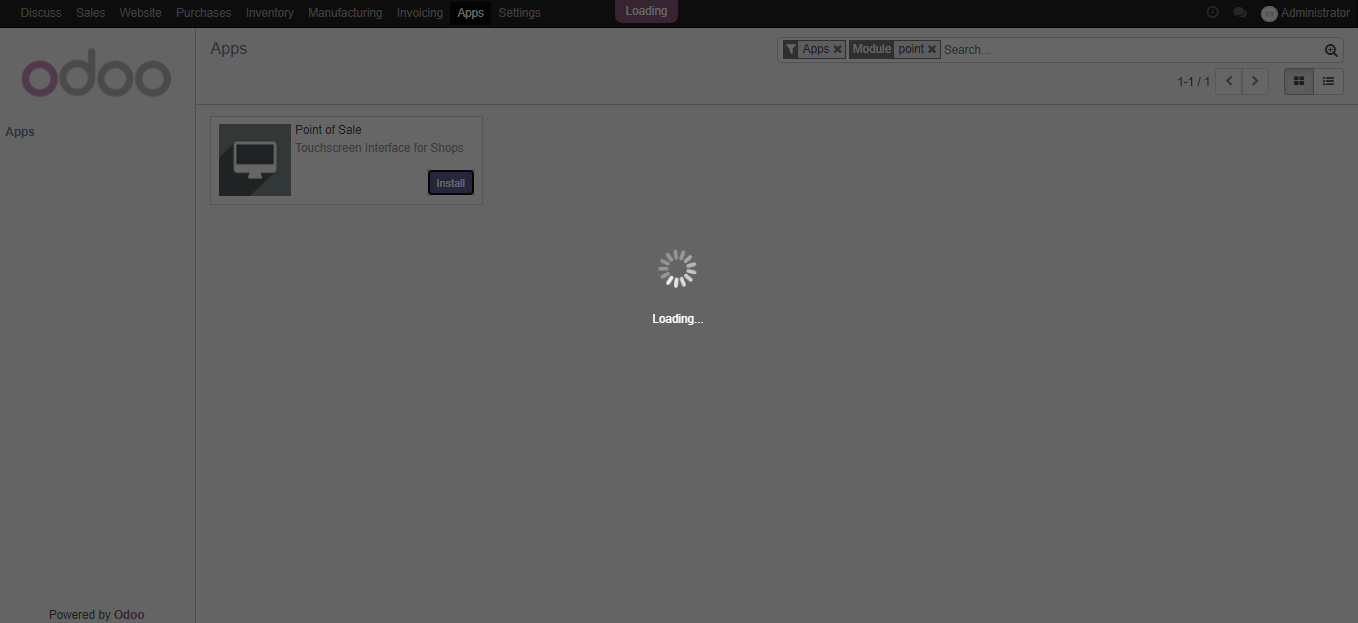 Discuss Sales Website Purchases Inventory Manufacturing Invoicing Apps Settings Loading Administrator
odoo
Apps
Apps
Apps Module point Search...
1-1 / 1
Point of Sale
Touchscreen Interface for Shops
Install
Loading...
Powered by Odoo